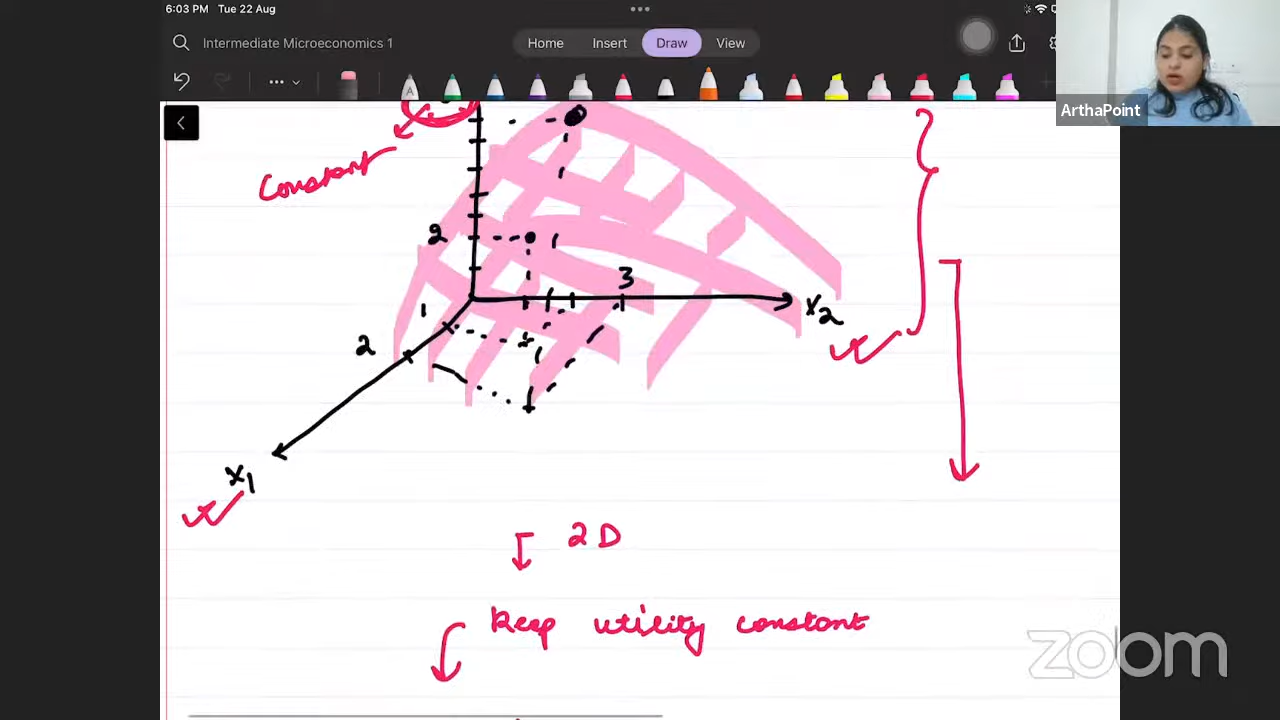 6:03 PM Tue 22 Aug
Intermediate Microeconomics 1
Home Insert Draw View
A
ArthaPoint
Constant
2
3
1
x2
2
x1
2D
Keep utility constant
zoom